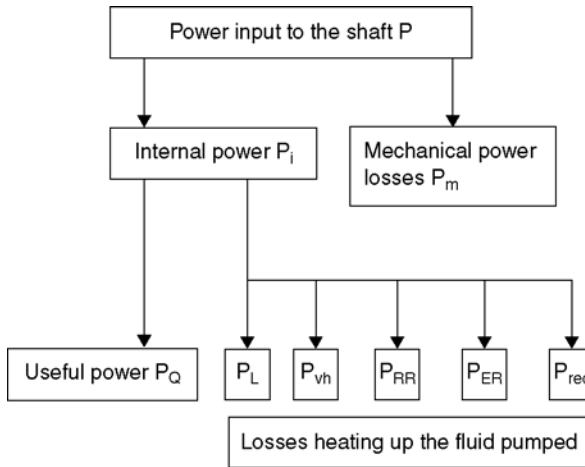 Power input to the shaft P
Internal power Pi
Mechanical power
losses Pm
Useful power PQ
PL
Pvh
PRR
PER
Prec
Losses heating up the fluid pumped